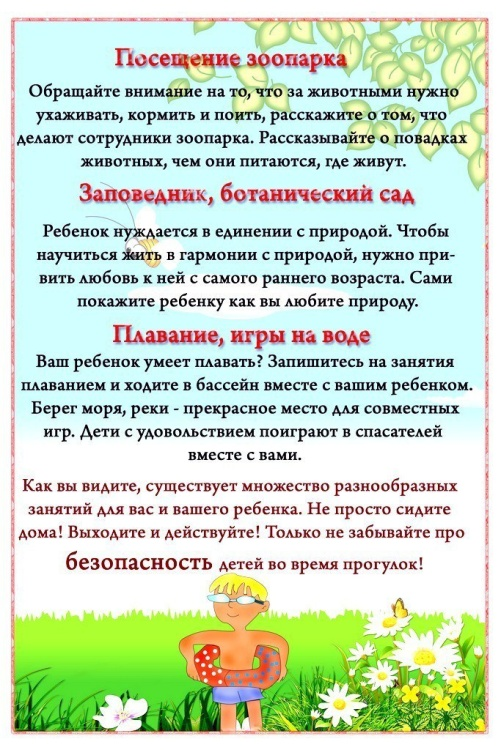 Посещение зоопарка
Обращайте внимание на то, что за животными нужно
ухаживать, кормить и поить, расскажите о том, что
делают сотрудники зоопарка. Рассказывайте о повадках
животных, чем они питаются, где живут.
Заповедник, ботанический сад
Ребенок нуждается в единении с природой. Чтобы
научиться жить в гармонии с природой, нужно при-
вить любовь к ней с самого раннего возраста. Сами
покажите ребенку как вы любите природу.
Плавание, игры на воде
Ваш ребенок умеет плавать? Запишитесь на занятия
плаванием и ходите в бассейн вместе с вашим ребенком.
Берег моря, реки - прекрасное место для совместных
игр. Дети с удовольствием поиграют в спасателей
вместе с вами.
Как вы видите, существует множество разнообразных
занятий для вас и вашего ребенка. Не просто сидите
дома! Выходите и действуйте! Только не забывайте про
безопасность детей во время прогулок!